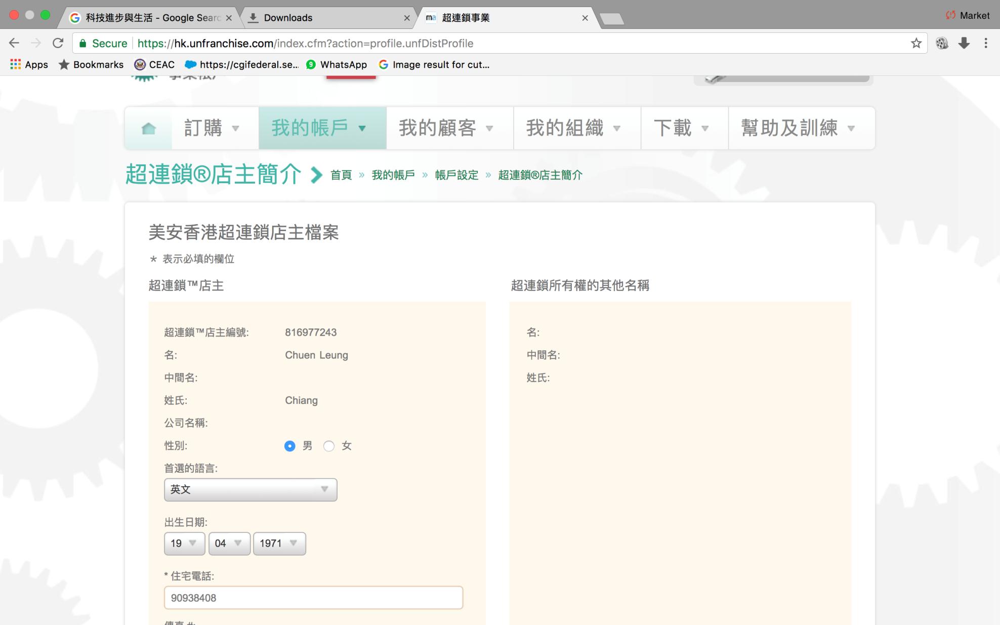 科技進步與生活 - Google Searc
Downloads
ma 超連鎖事業
Market
Secure https://hk.unfranchise.com/index.cfm?action=profile.unfDistProfile
Apps Bookmarks CEAC https://cgifederal.se... 9 WhatsApp Image result for cut...
訂購 我的帳戶 我的顧客 我的組織 下載 幫助及訓練
超連鎖®店主簡介 首頁 » 我的帳戶 » 帳戶設定 » 超連鎖®店主簡介
美安香港超連鎖店主檔案
* 表示必填的欄位
超連鎖™店主
超連鎖™店主編號: 816977243
名: Chuen Leung
中間名:
姓氏: Chiang
公司名稱:
性別: 男 女
首選的語言:
英文
出生日期:
19 04 1971
* 住宅電話:
90938408
超連鎖所有權的其他名稱
名:
中間名:
姓氏: